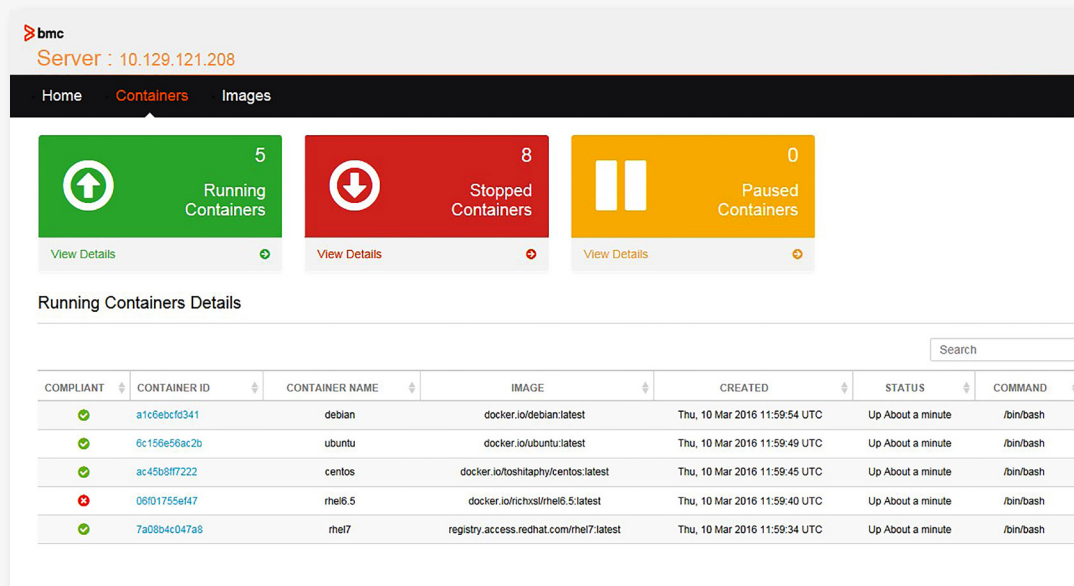 bmc
Server : 10.129.121.208
Home Containers Images
5
Running
Containers
View Details
8
Stopped
Containers
View Details
0
Paused
Containers
View Details
Running Containers Details
Search
COMPLIANT CONTAINER ID CONTAINER NAME IMAGE CREATED STATUS COMMAND
a1c6ebcfd341 debian docker.io/debian:latest Thu, 10 Mar 2016 11:59:54 UTC Up About a minute /bin/bash
6c156e56ac2b ubuntu docker.io/ubuntu:latest Thu, 10 Mar 2016 11:59:49 UTC Up About a minute /bin/bash
ac45b8ff7222 centos docker.io/toshitaphy/centos:latest Thu, 10 Mar 2016 11:59:45 UTC Up About a minute /bin/bash
06f01755ef47 rhel6.5 docker.io/richxsl/rhel6.5:latest Thu, 10 Mar 2016 11:59:40 UTC Up About a minute /bin/bash
7a08b4c047a8 rhel7 registry.access.redhat.com/rhel7:latest Thu, 10 Mar 2016 11:59:34 UTC Up About a minute /bin/bash